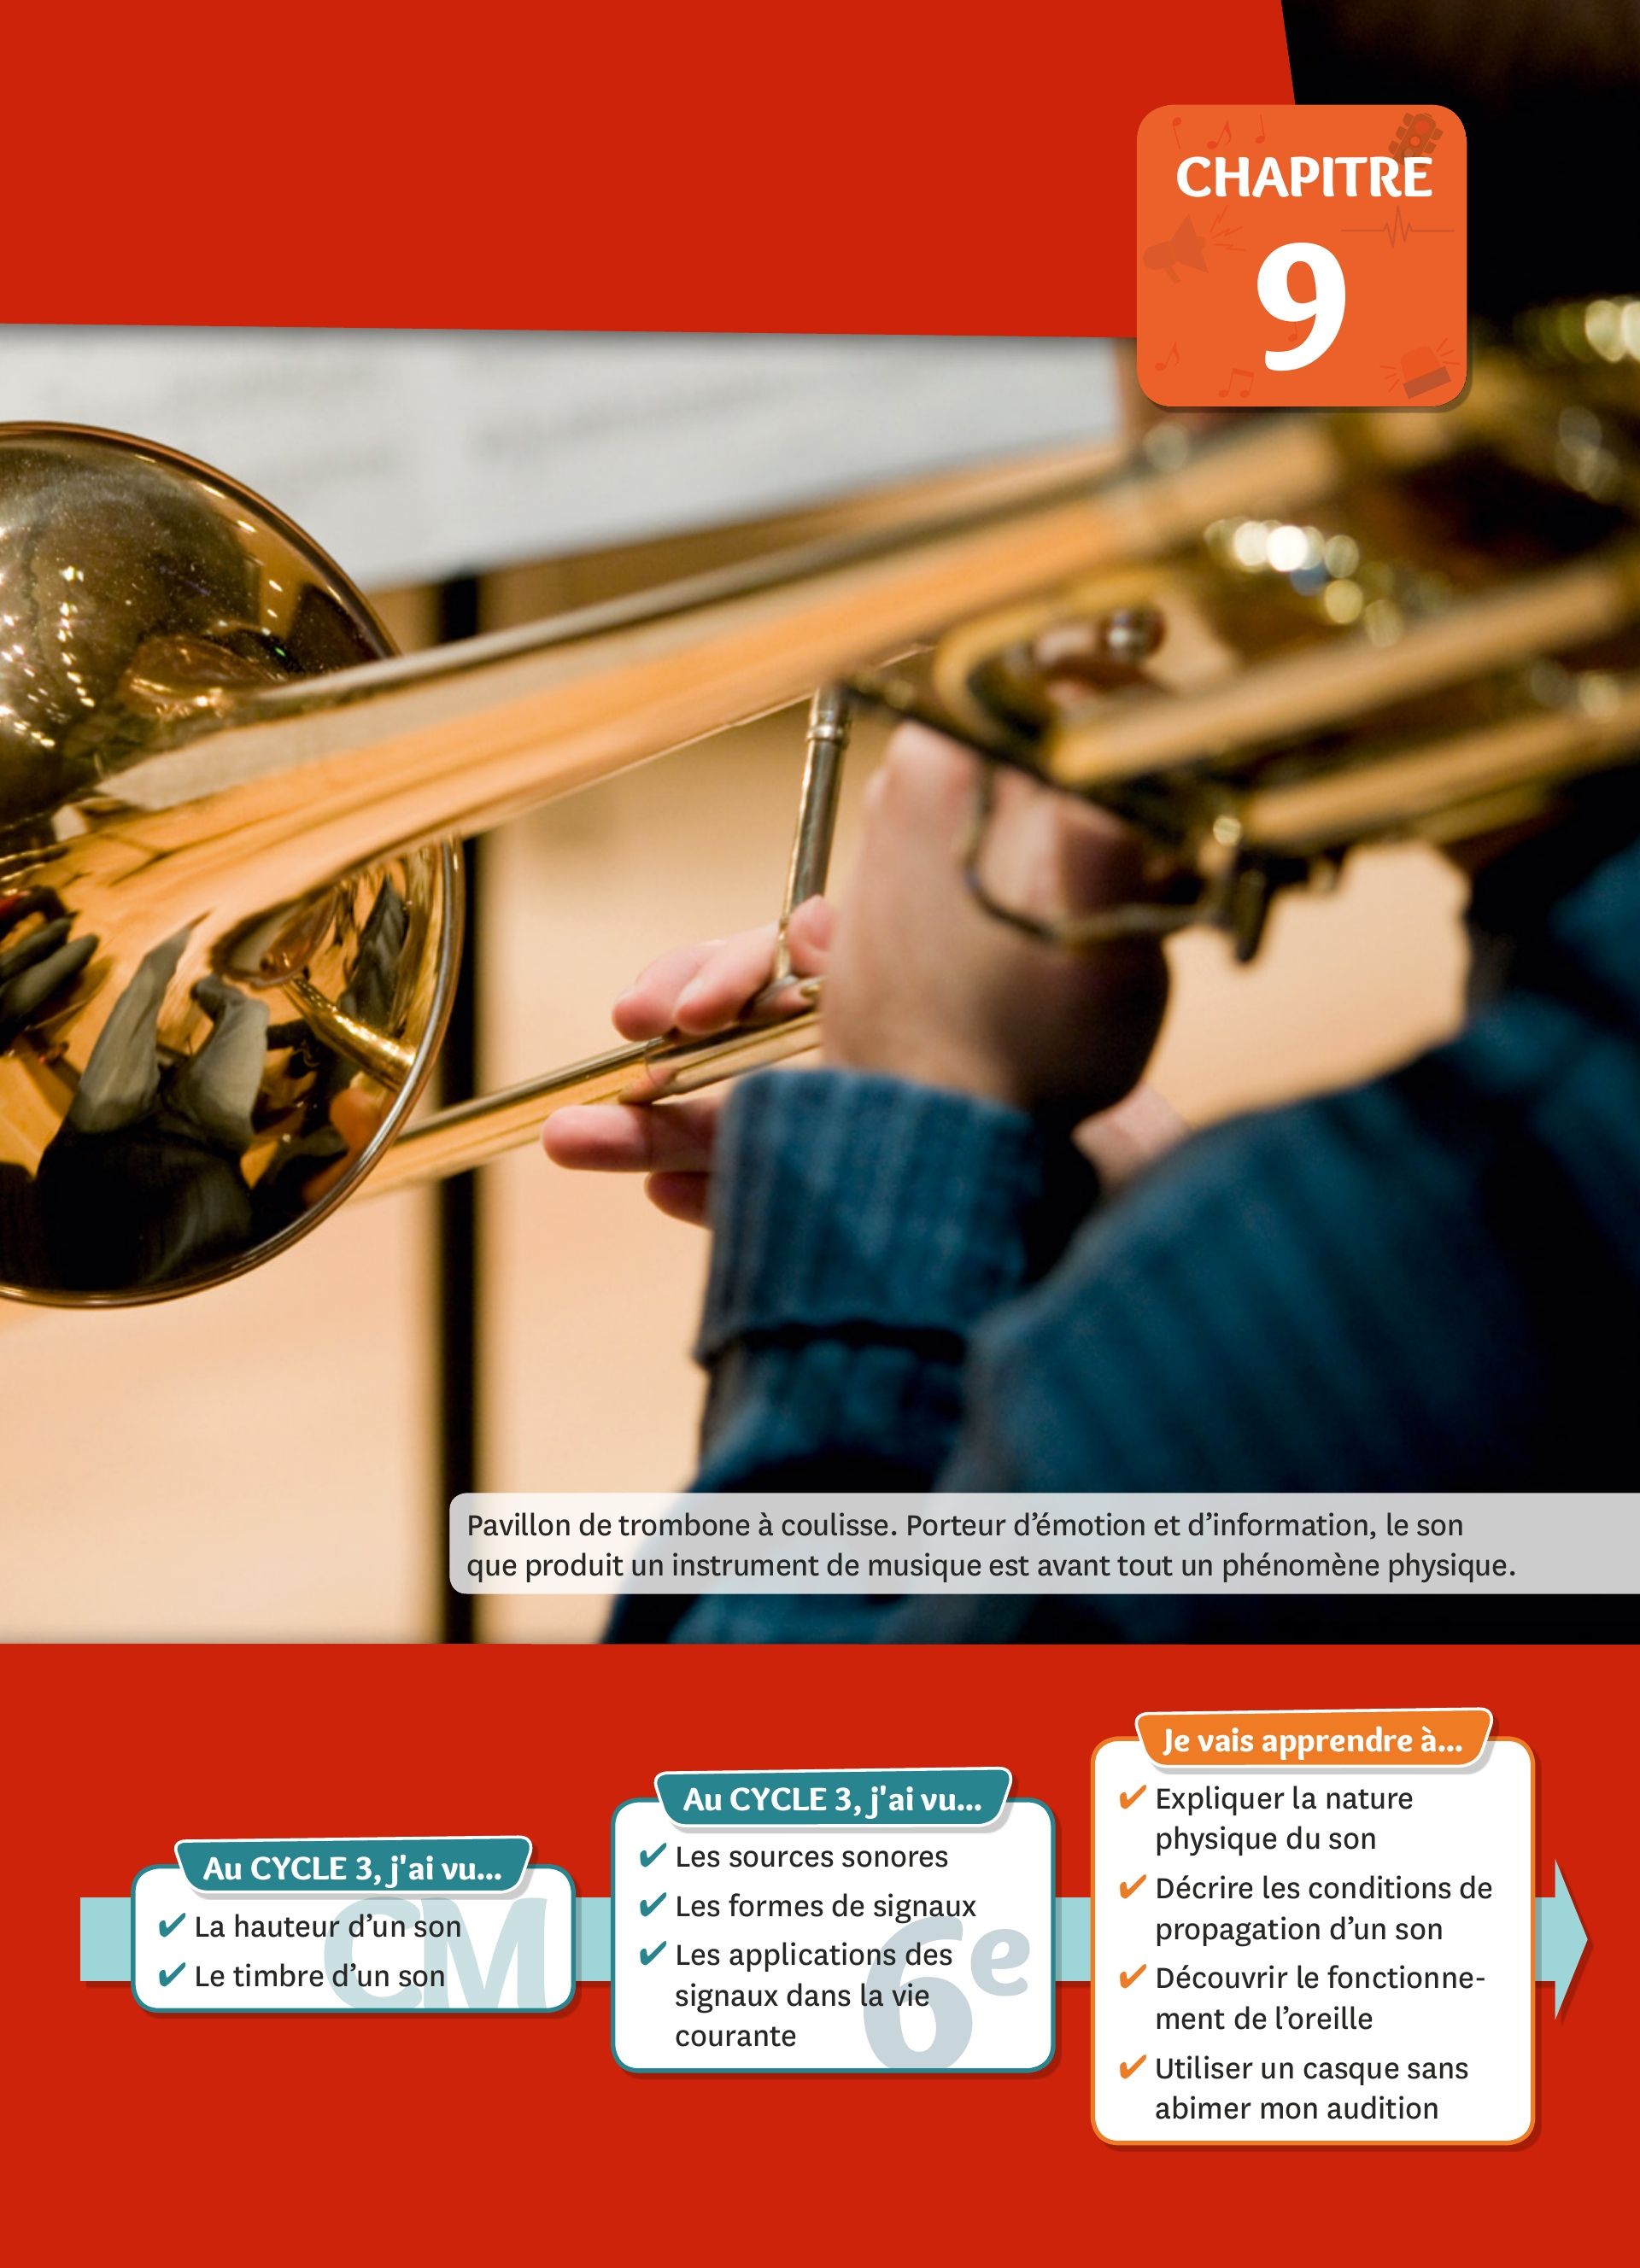 CHAPITRE
9
Pavillon de trombone à coulisse. Porteur d’émotion et d’information, le son
que produit un instrument de musique est avant tout un phénomène physique.
Au CYCLE 3, j'ai vu...
✔ La hauteur d’un son
✔ Le timbre d’un son
CM
Au CYCLE 3, j'ai vu...
✔ Les sources sonores
✔ Les formes de signaux
✔ Les applications des
signaux dans la vie
courante
6e
Je vais apprendre à...
✔ Expliquer la nature
physique du son
✔ Décrire les conditions de
propagation d’un son
✔ Découvrir le fonctionne-
ment de l’oreille
✔ Utiliser un casque sans
abimer mon audition